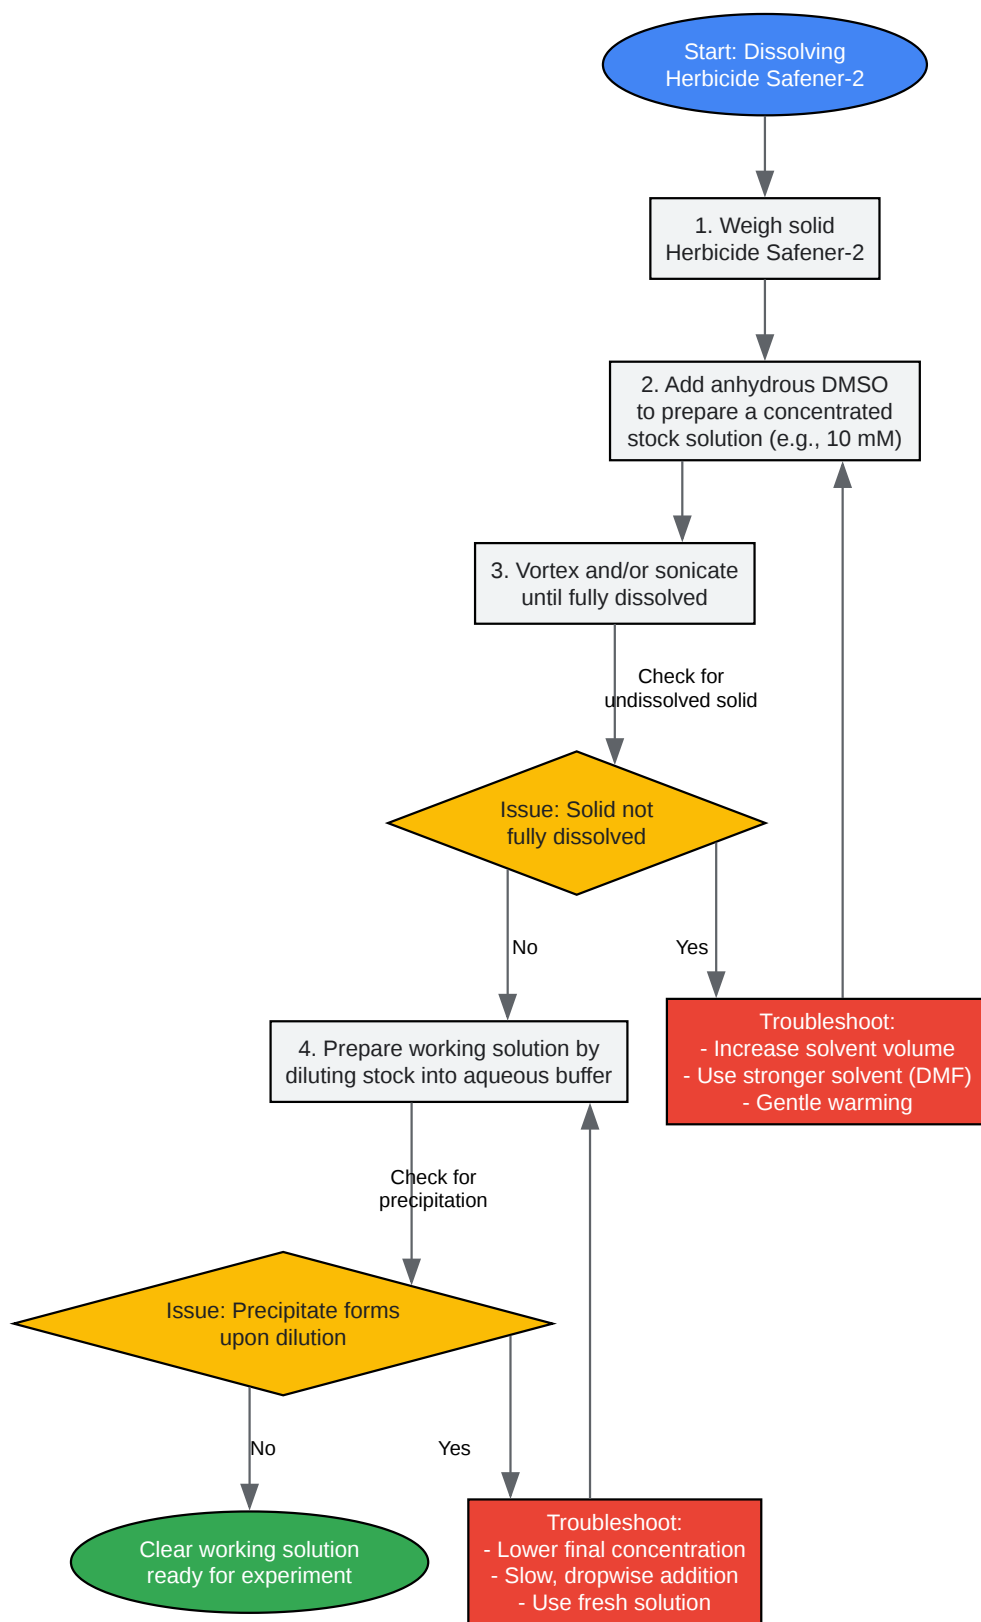 Start: Dissolving
Herbicide Safener-2
1. Weigh solid
Herbicide Safener-2
2. Add anhydrous DMSO
to prepare a concentrated
stock solution (e.g., 10 mM)
3. Vortex and/or sonicate
until fully dissolved
Check for
undissolved solid
Issue: Solid not
fully dissolved
No
Yes
Troubleshoot:
- Increase solvent volume
- Use stronger solvent (DMF)
- Gentle warming
4. Prepare working solution by
diluting stock into aqueous buffer
Check for
precipitation
Issue: Precipitate forms
upon dilution
No
Yes
Clear working solution
ready for experiment
Troubleshoot:
- Lower final concentration
- Slow, dropwise addition
- Use fresh solution